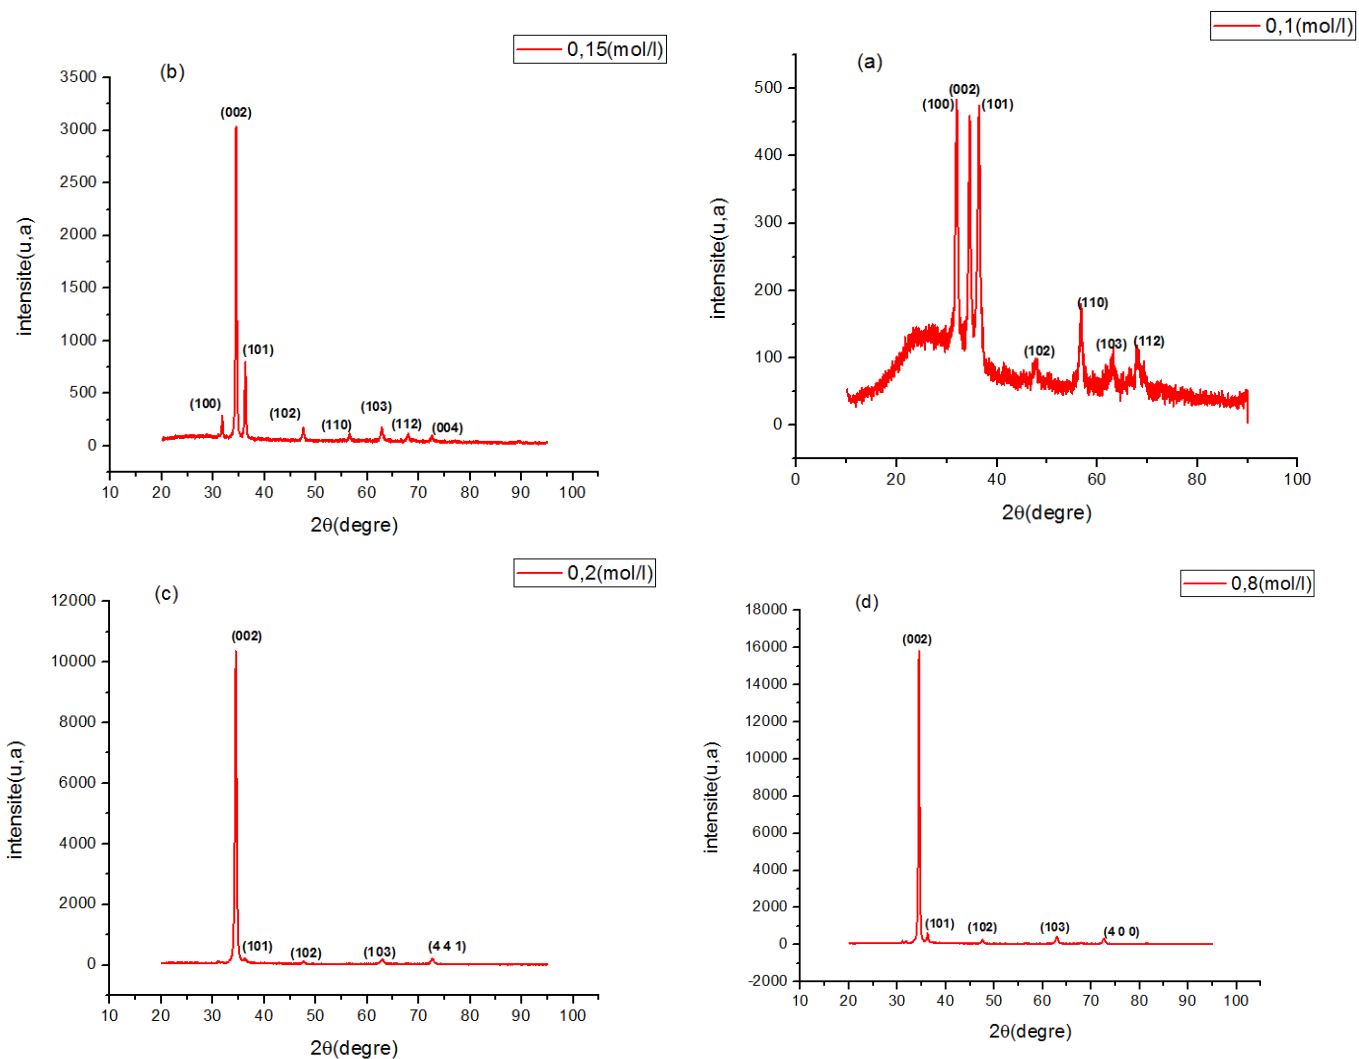 0,15(mol/l)
(b)
3500
3000
2500
2000
1500
1000
500
0
intensite(u,a)
(002)
(101)
(100)
(102)
(110)
(103)
(112)
(004)
10 20 30 40 50 60 70 80 90 100
2θ(degre)
0,1(mol/l)
(a)
500
400
300
200
100
0
intensite(u,a)
(002)
(100)
(101)
(110)
(102)
(103)
(112)
0 20 40 60 80 100
2θ(degre)
0,2(mol/l)
(c)
12000
10000
8000
6000
4000
2000
0
intensite(u,a)
(002)
(101)
(102)
(103)
(4 4 1)
10 20 30 40 50 60 70 80 90 100
2θ(degre)
0,8(mol/l)
(d)
18000
16000
14000
12000
10000
8000
6000
4000
2000
0
-2000
intensite(u,a)
(002)
(101)
(102)
(103)
(4 0 0)
10 20 30 40 50 60 70 80 90 100
2θ(degre)